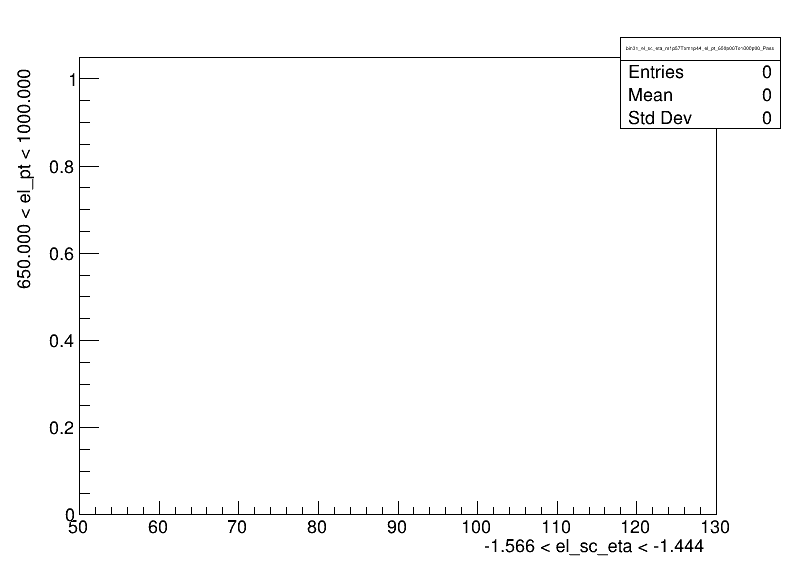 Entries 0
Mean 0
Std Dev 0
650.000 < el_pt < 1000.000
1
0.8
0.6
0.4
0.2
0
50 60 70 80 90 100 110 120 130
-1.566 < el_sc_eta < -1.444